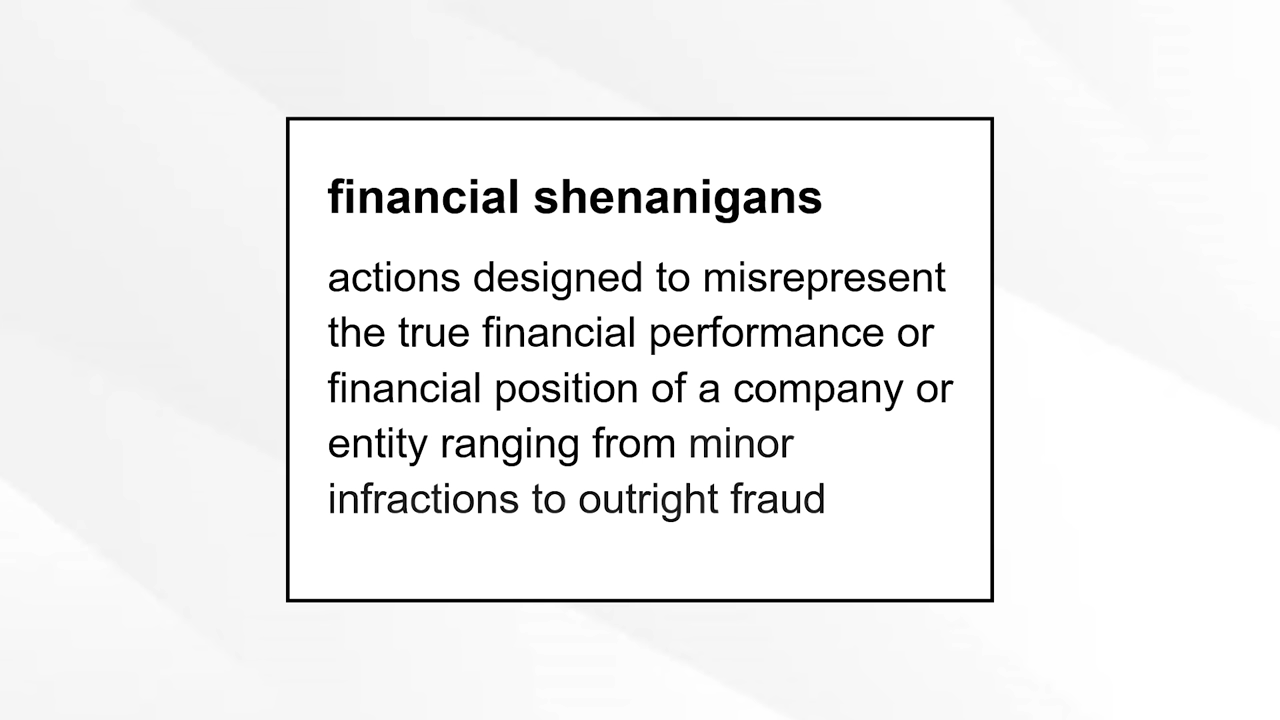 financial shenanigans
actions designed to misrepresent
the true financial performance or
financial position of a company or
entity ranging from minor
infractions to outright fraud